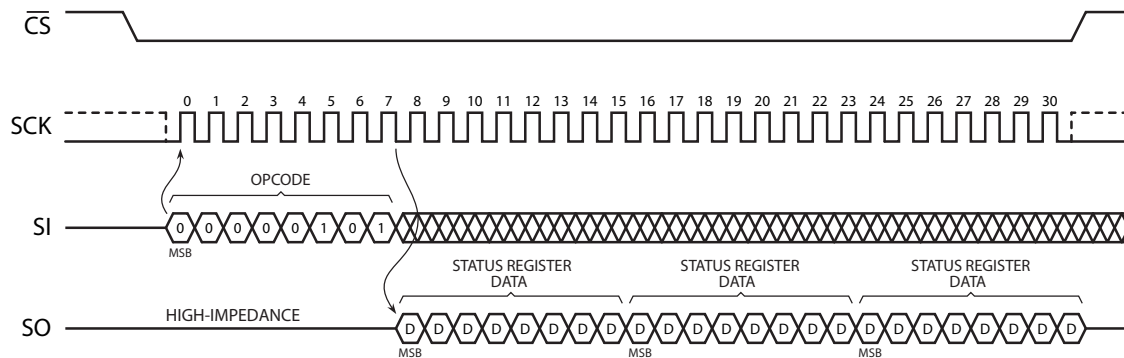 CS
0 1 2 3 4 5 6 7 8 9 10 11 12 13 14 15 16 17 18 19 20 21 22 23 24 25 26 27 28 29 30
SCK
OPCODE
SI 0 0 0 0 0 1 0 1
MSB
STATUS REGISTER DATA
STATUS REGISTER DATA
STATUS REGISTER DATA
HIGH-IMPEDANCE
SO D D D D D D D D D D D D D D D D D D D D D D D D
MSB MSB MSB